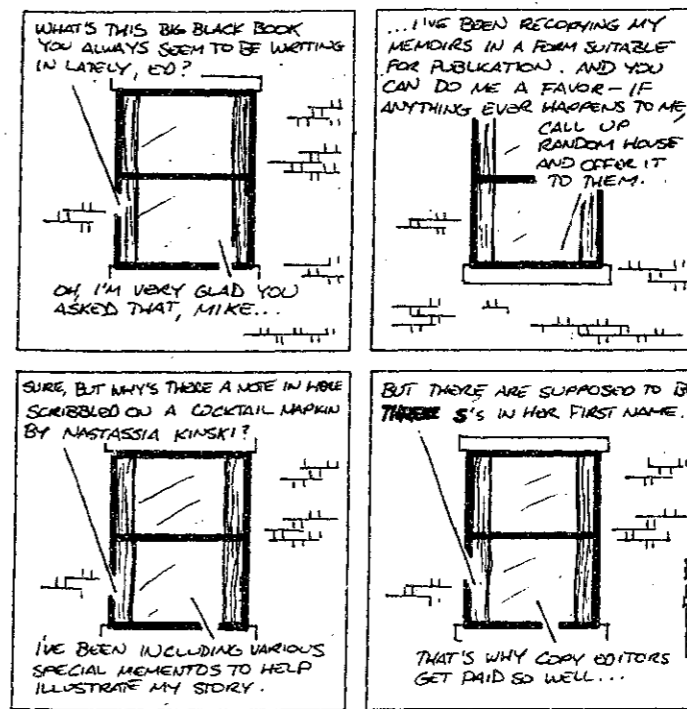 WHAT'S THIS BIG BLACK BOOK
YOU ALWAYS SEEM TO BE WRITING
IN LATELY, ED?
OH, I'M VERY GLAD YOU
ASKED THAT, MIKE...
...I'VE BEEN RECOPYING MY
MEMOIRS IN A FORM SUITABLE
FOR PUBLICATION. AND YOU
CAN DO ME A FAVOR - IF
ANYTHING EVER HAPPENS TO ME,
CALL UP
RANDOM HOUSE
AND OFFER IT
TO THEM.
SURE, BUT WHY'S THERE A NOTE IN HERE
SCRIBBLED ON A COCKTAIL NAPKIN
BY NASTASSIA KINSKI?
I'VE BEEN INCLUDING VARIOUS
SPECIAL MEMENTOS TO HELP
ILLUSTRATE MY STORY.
BUT THERE ARE SUPPOSED TO B
THREE S's IN HER FIRST NAME.
THAT'S WHY COPY EDITORS
GET PAID SO WELL...